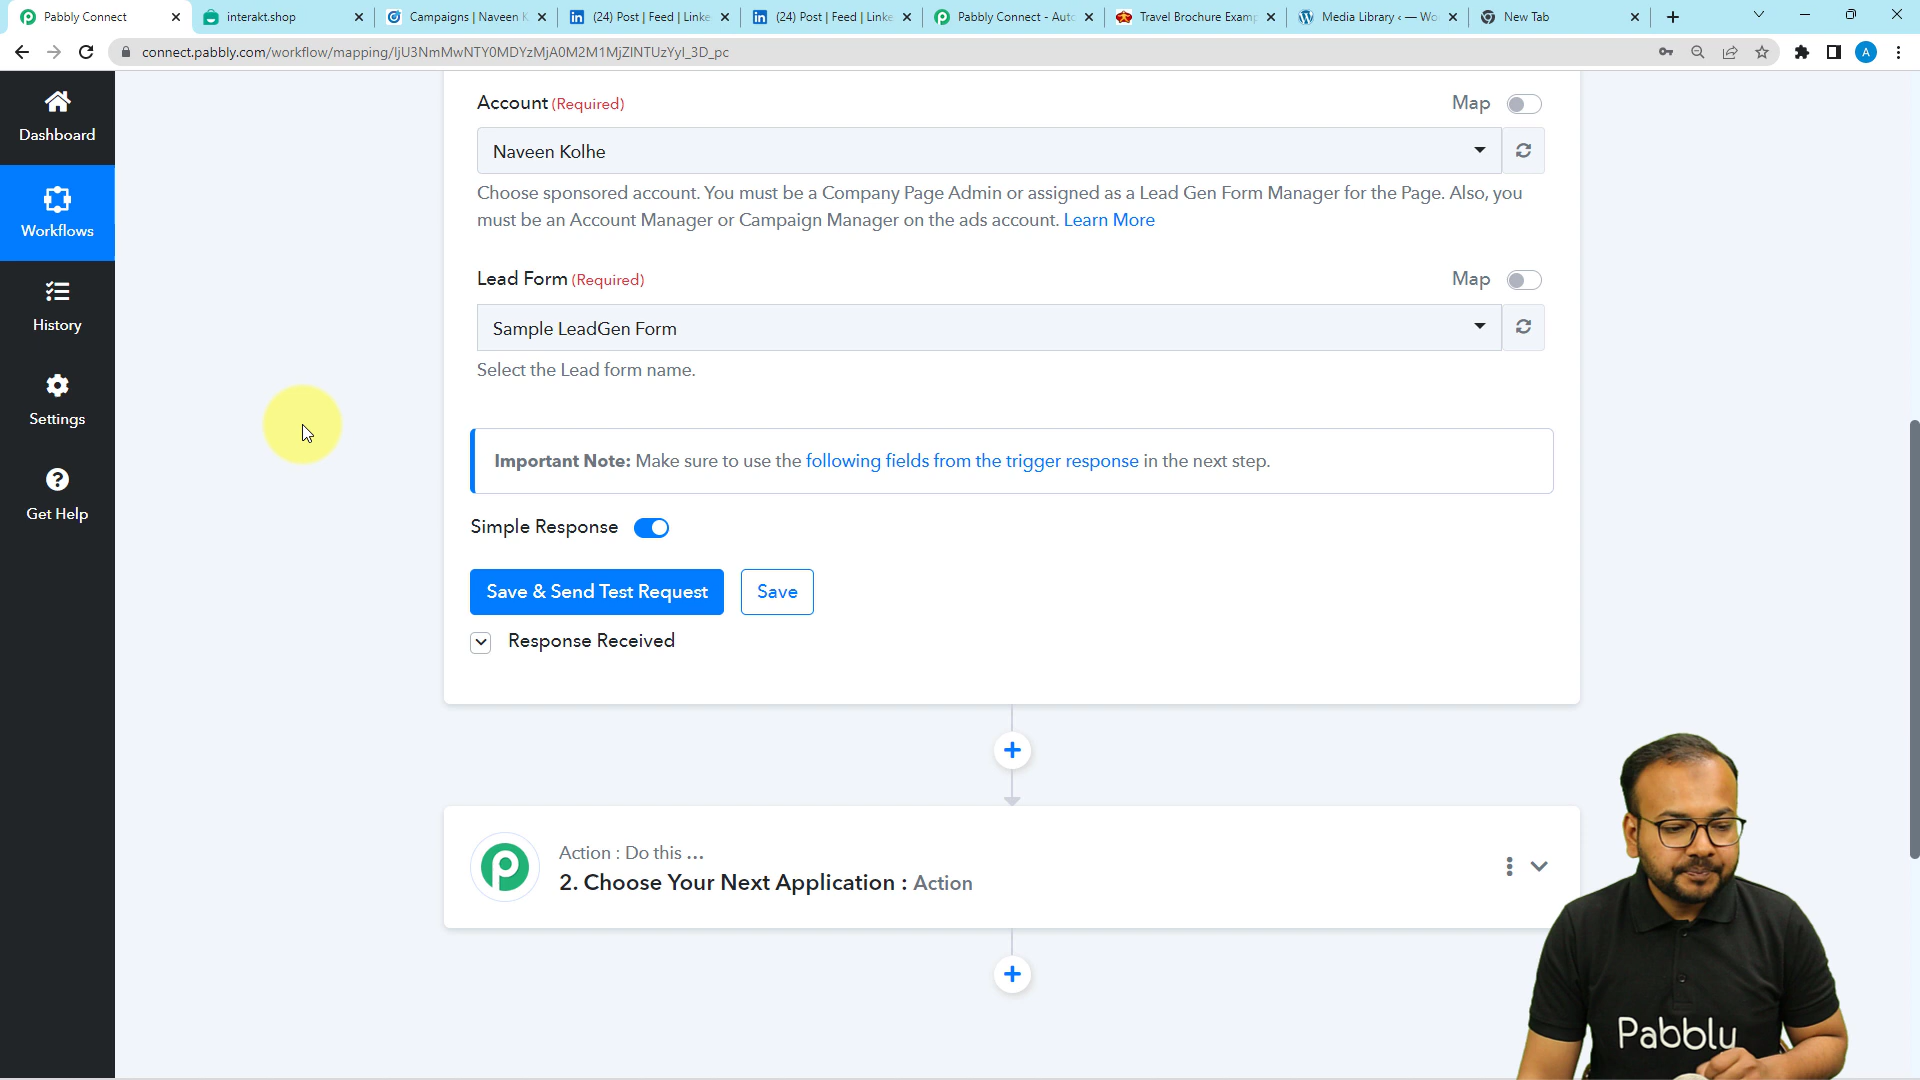 Pabbly Connect
interakt.shop
Campaigns | Naveen K
(24) Post | Feed | Linke
(24) Post | Feed | Linke
Pabbly Connect - Auto
Travel Brochure Examp
Media Library ‹ — Wo
New Tab
connect.pabbly.com/workflow/mapping/IjU3NmMwNTY0MDYzMjA0M2M1MjZlNTUzYyI_3D_pc
A
Dashboard
Workflows
History
Settings
Get Help
Account (Required)
Map
Naveen Kolhe
Choose sponsored account. You must be a Company Page Admin or assigned as a Lead Gen Form Manager for the Page. Also, you
must be an Account Manager or Campaign Manager on the ads account. Learn More
Lead Form (Required)
Map
Sample LeadGen Form
Select the Lead form name.
Important Note: Make sure to use the following fields from the trigger response in the next step.
Simple Response
Save & Send Test Request
Save
Response Received
Action : Do this ...
2. Choose Your Next Application : Action
Pabbly